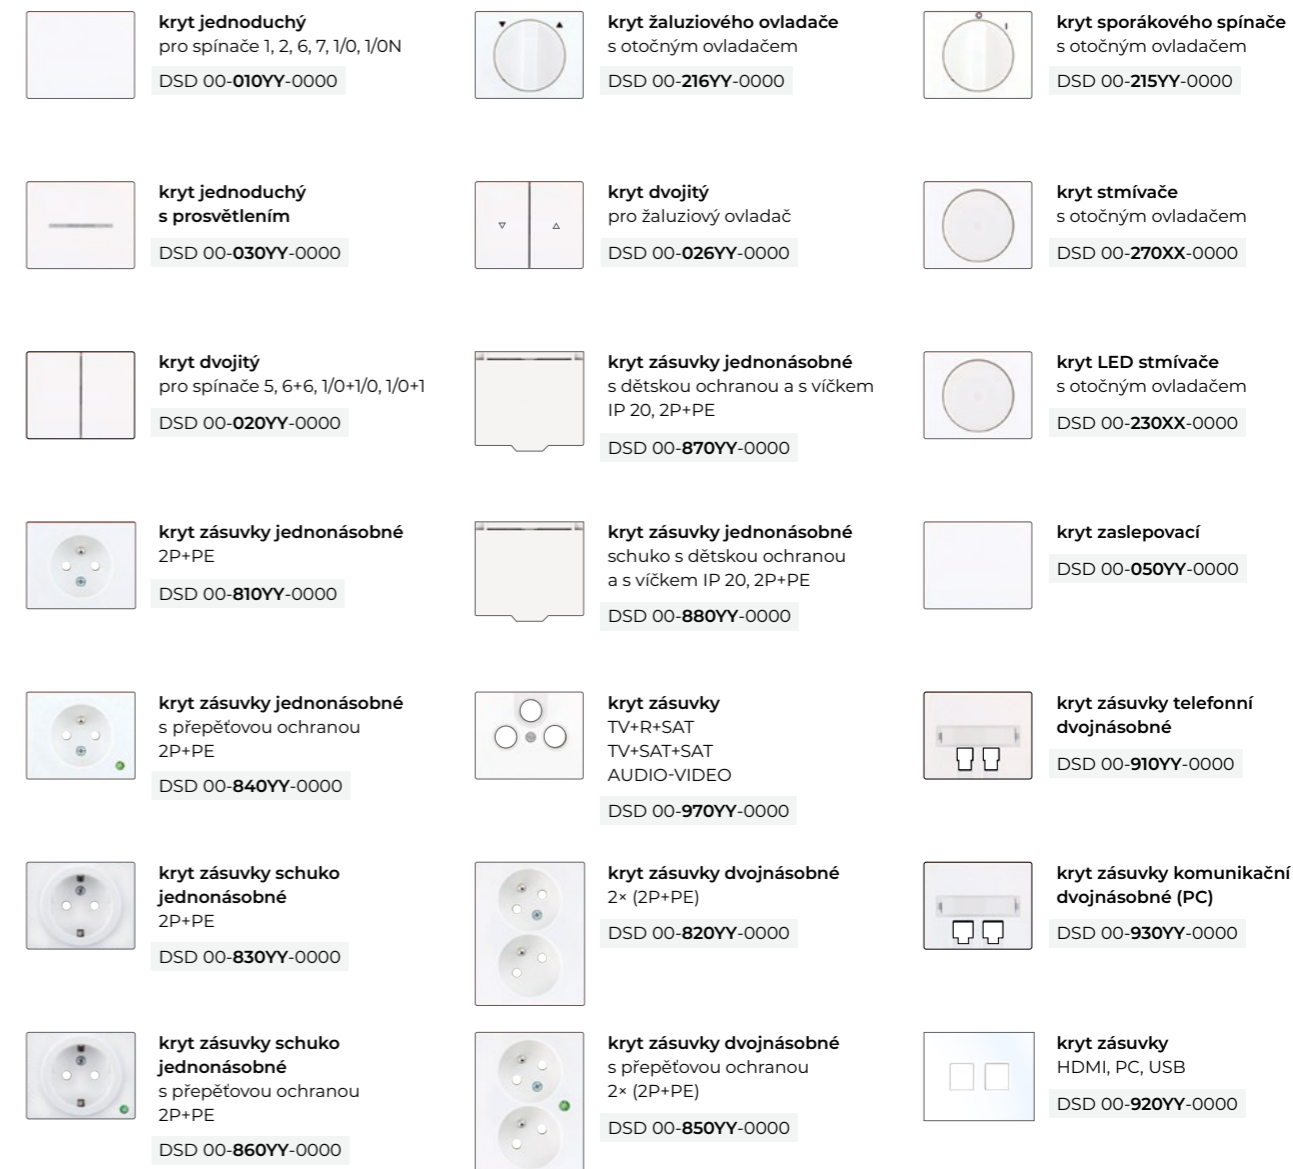 kryt jednoduchý
pro spínače 1, 2, 6, 7, 1/0, 1/0N
DSD 00-010YY-0000
kryt žaluziového ovladače
s otočným ovladačem
DSD 00-216YY-0000
kryt sporákového spínače
s otočným ovladačem
DSD 00-215YY-0000
kryt jednoduchý
s prosvětlením
DSD 00-030YY-0000
kryt dvojitý
pro žaluziový ovladač
DSD 00-026YY-0000
kryt stmívače
s otočným ovladačem
DSD 00-270XX-0000
kryt dvojitý
pro spínače 5, 6+6, 1/0+1/0, 1/0+1
DSD 00-020YY-0000
kryt zásuvky jednonásobné
s dětskou ochranou a s víčkem
IP 20, 2P+PE
DSD 00-870YY-0000
kryt LED stmívače
s otočným ovladačem
DSD 00-230XX-0000
kryt zásuvky jednonásobné
2P+PE
DSD 00-810YY-0000
kryt zásuvky jednonásobné
schuko s dětskou ochranou
a s víčkem IP 20, 2P+PE
DSD 00-880YY-0000
kryt zaslepovací
DSD 00-050YY-0000
kryt zásuvky jednonásobné
s přepěťovou ochranou
2P+PE
DSD 00-840YY-0000
kryt zásuvky
TV+R+SAT
TV+SAT+SAT
AUDIO-VIDEO
DSD 00-970YY-0000
kryt zásuvky telefonní
dvojnásobné
DSD 00-910YY-0000
kryt zásuvky schuko
jednonásobné
2P+PE
DSD 00-830YY-0000
kryt zásuvky dvojnásobné
2× (2P+PE)
DSD 00-820YY-0000
kryt zásuvky komunikační
dvojnásobné (PC)
DSD 00-930YY-0000
kryt zásuvky schuko
jednonásobné
s přepěťovou ochranou
2P+PE
DSD 00-860YY-0000
kryt zásuvky dvojnásobné
s přepěťovou ochranou
2× (2P+PE)
DSD 00-850YY-0000
kryt zásuvky
HDMI, PC, USB
DSD 00-920YY-0000